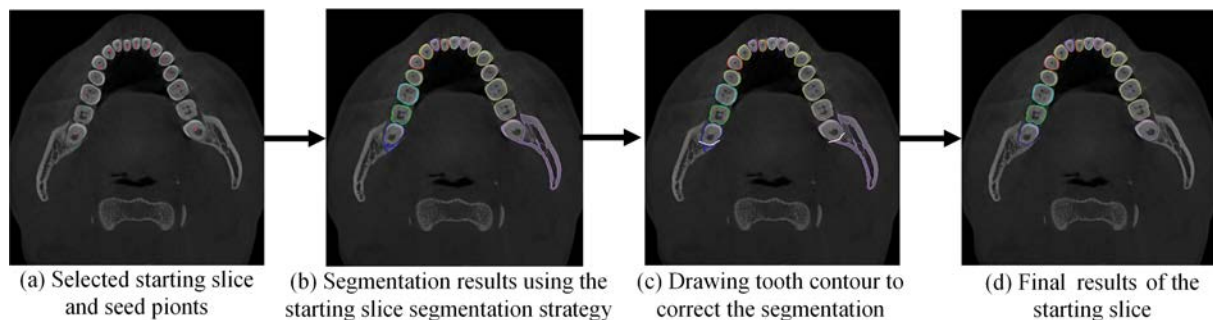 (a) Selected starting slice
and seed pionts
(b) Segmentation results using the
starting slice segmentation strategy
(c) Drawing tooth contour to
correct the segmentation
(d) Final results of the
starting slice